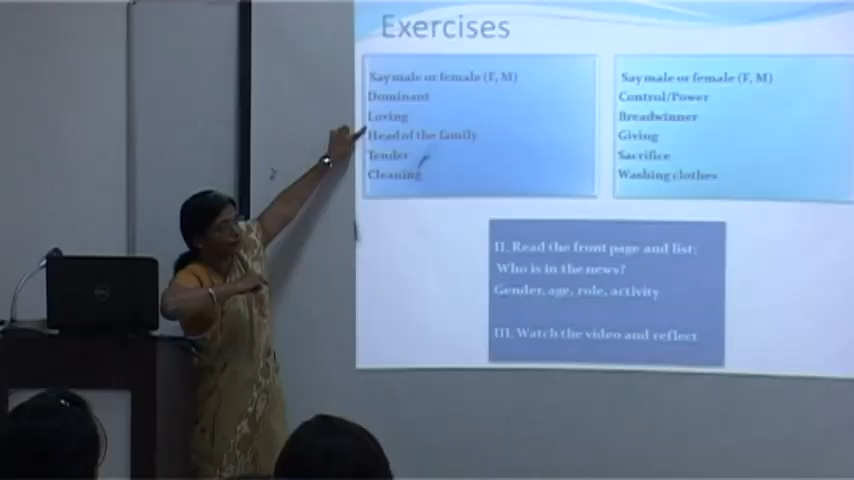 Exercises
Say male or female (F, M)
Dominant
Loving
Head of the family
Tender
Cleaning
Say male or female (F, M)
Control/Power
Breadwinner
Giving
Sacrifice
Washing clothes
II. Read the front page and list:
Who is in the news?
Gender, age, role, activity
III. Watch the video and reflect
DELL